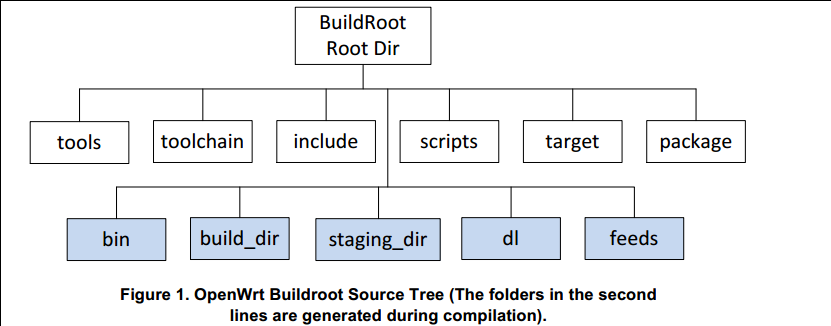 BuildRoot
Root Dir
tools
toolchain
include
scripts
target
package
bin
build_dir
staging_dir
dl
feeds
Figure 1. OpenWrt Buildroot Source Tree (The folders in the second
lines are generated during compilation).